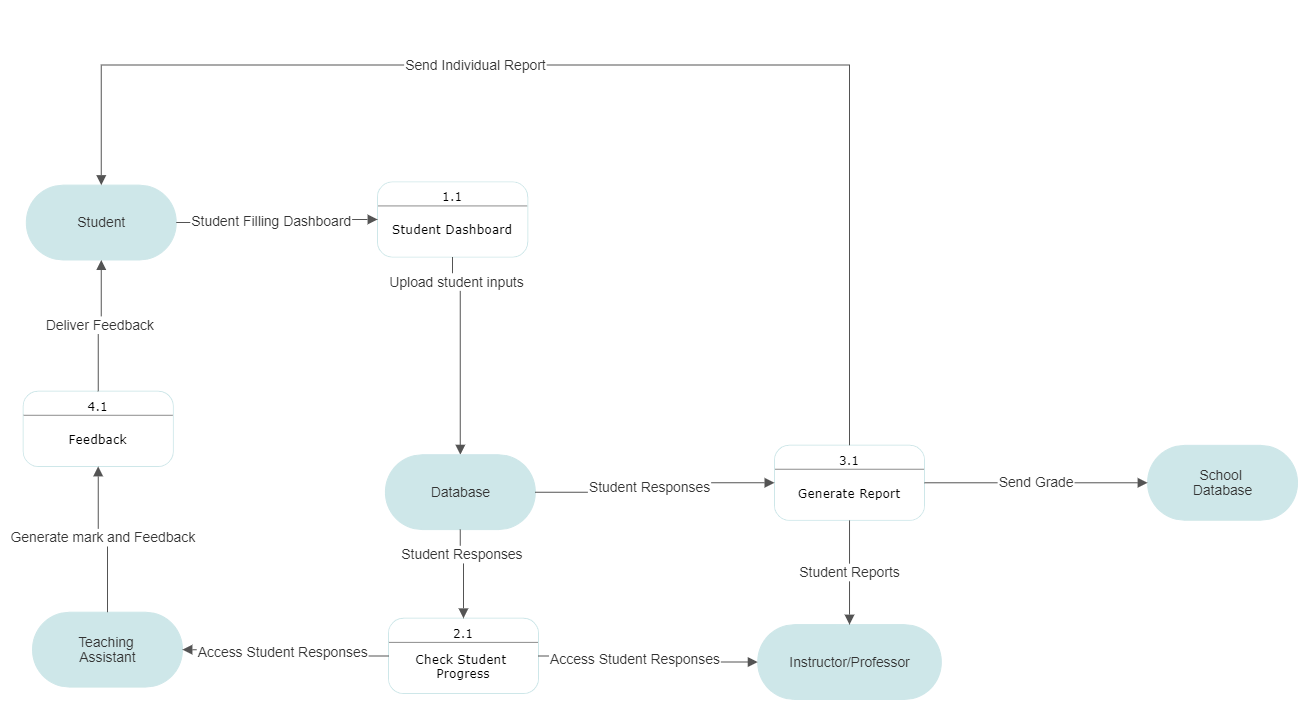 Send Individual Report
1.1
Student
Student Filling Dashboard
Student Dashboard
Upload student inputs
Deliver Feedback
4.1
Feedback
3.1
School
Database
Database
Student Responses
Generate Report
Send Grade
Generate mark and Feedback
Student Responses
Student Reports
2.1
Teaching
Assistant
Access Student Responses
Check Student
Progress
Access Student Responses
Instructor/Professor